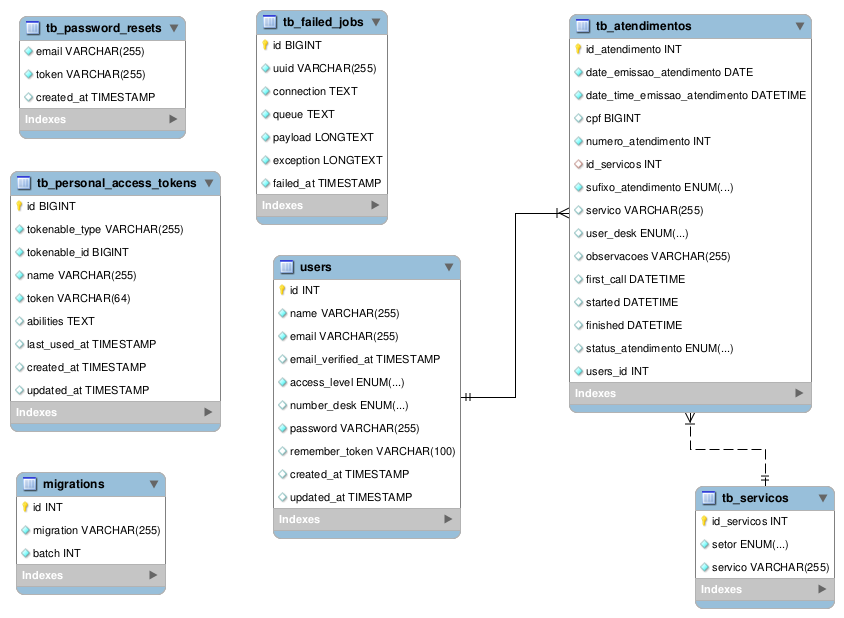 tb_password_resets
email VARCHAR(255)
token VARCHAR(255)
created_at TIMESTAMP
Indexes
tb_failed_jobs
id BIGINT
uuid VARCHAR(255)
connection TEXT
queue TEXT
payload LONGTEXT
exception LONGTEXT
failed_at TIMESTAMP
Indexes
tb_atendimentos
id_atendimento INT
date_emissao_atendimento DATE
date_time_emissao_atendimento DATETIME
cpf BIGINT
numero_atendimento INT
id_servicos INT
sufixo_atendimento ENUM(...)
servico VARCHAR(255)
user_desk ENUM(...)
observacoes VARCHAR(255)
first_call DATETIME
started DATETIME
finished DATETIME
status_atendimento ENUM(...)
users_id INT
Indexes
tb_personal_access_tokens
id BIGINT
tokenable_type VARCHAR(255)
tokenable_id BIGINT
name VARCHAR(255)
token VARCHAR(64)
abilities TEXT
last_used_at TIMESTAMP
created_at TIMESTAMP
updated_at TIMESTAMP
Indexes
users
id INT
name VARCHAR(255)
email VARCHAR(255)
email_verified_at TIMESTAMP
access_level ENUM(...)
number_desk ENUM(...)
password VARCHAR(255)
remember_token VARCHAR(100)
created_at TIMESTAMP
updated_at TIMESTAMP
Indexes
migrations
id INT
migration VARCHAR(255)
batch INT
Indexes
tb_servicos
id_servicos INT
setor ENUM(...)
servico VARCHAR(255)
Indexes